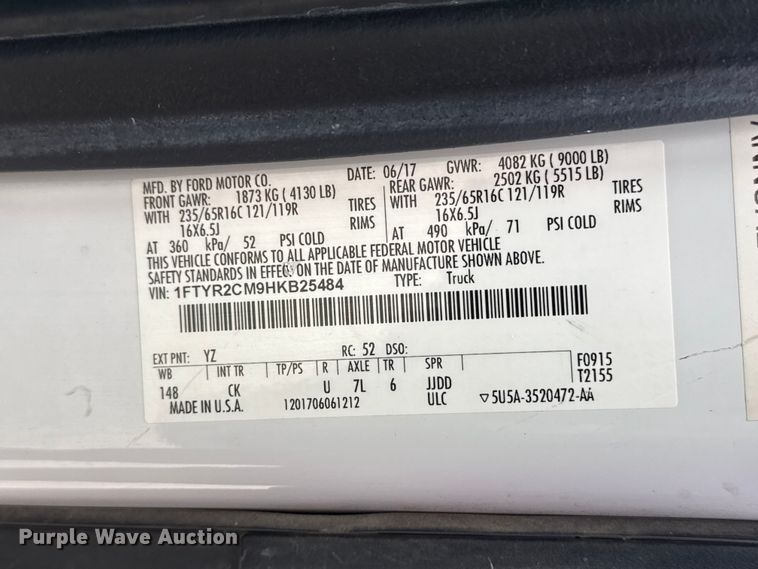 MFD. BY FORD MOTOR CO. DATE: 06/17 GVWR: 4082 KG ( 9000 LB)
FRONT GAWR: 1873 KG ( 4130 LB) REAR GAWR: 2502 KG ( 5515 LB)
WITH 235/65R16C 121/119R TIRES WITH 235/65R16C 121/119R TIRES
16X6.5J RIMS 16X6.5J RIMS
AT 360 kPa/ 52 PSI COLD AT 490 kPa/ 71 PSI COLD
THIS VEHICLE CONFORMS TO ALL APPLICABLE FEDERAL MOTOR VEHICLE
SAFETY STANDARDS IN EFFECT ON THE DATE OF MANUFACTURE SHOWN ABOVE.
VIN: 1FTYR2CM9HKB25484 TYPE: Truck
EXT PNT: YZ RC: 52 DSO:
WB INT TR TP/PS R AXLE TR SPR F0915
T2155
148 CK U 7L 6 JJDD
MADE IN U.S.A. 1201706061212 ULC ▽5U5A-3520472-AA
Purple Wave Auction